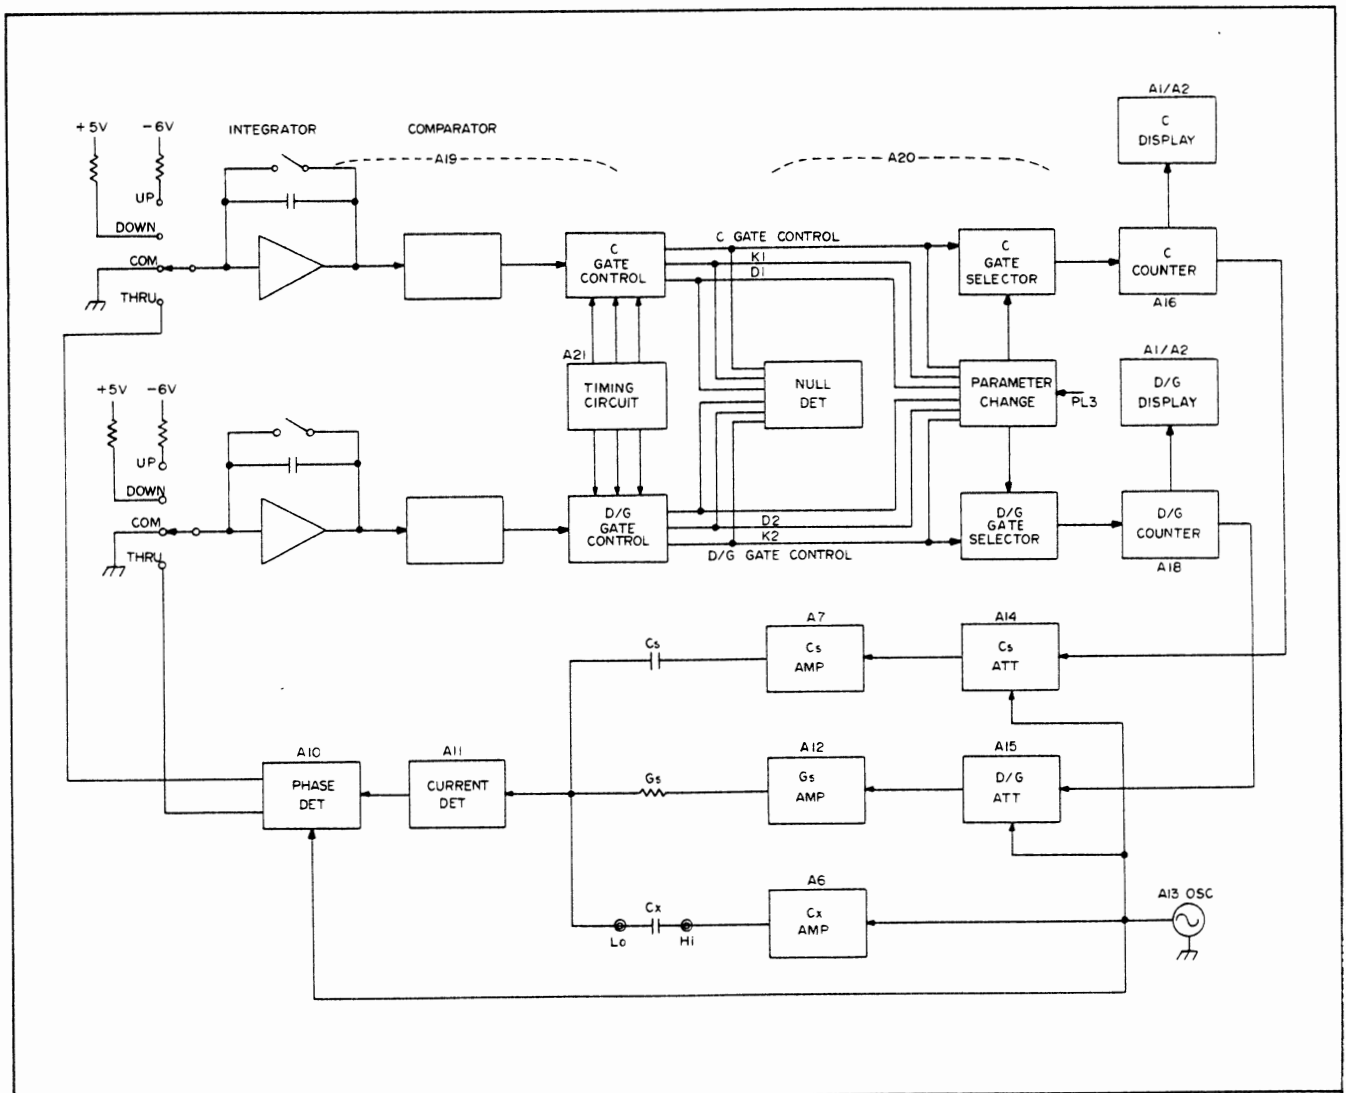 A1/A2
C
DISPLAY
+5V
-6V
INTEGRATOR
COMPARATOR
A19
A20
UP
DOWN
COM
THRU
C
GATE
CONTROL
C GATE CONTROL
K1
D1
C
GATE
SELECTOR
C
COUNTER
A16
A21
TIMING
CIRCUIT
NULL
DET
PARAMETER
CHANGE
PL3
A1/A2
D/G
DISPLAY
+5V
-6V
UP
DOWN
COM
THRU
D/G
GATE
CONTROL
D2
K2
D/G GATE CONTROL
D/G
GATE
SELECTOR
D/G
COUNTER
A18
Cs
A7
Cs
AMP
A14
Cs
ATT
A10
PHASE
DET
A11
CURRENT
DET
Gs
A12
Gs
AMP
A15
D/G
ATT
Cx
Lo
Hi
A6
Cx
AMP
A13 OSC